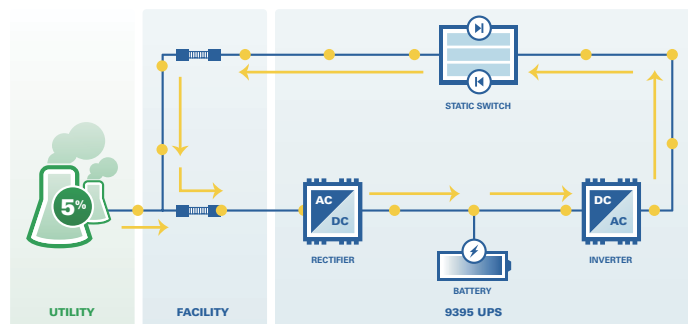 STATIC SWITCH
5%
AC
DC
DC
AC
RECTIFIER
INVERTER
BATTERY
UTILITY
FACILITY
9395 UPS